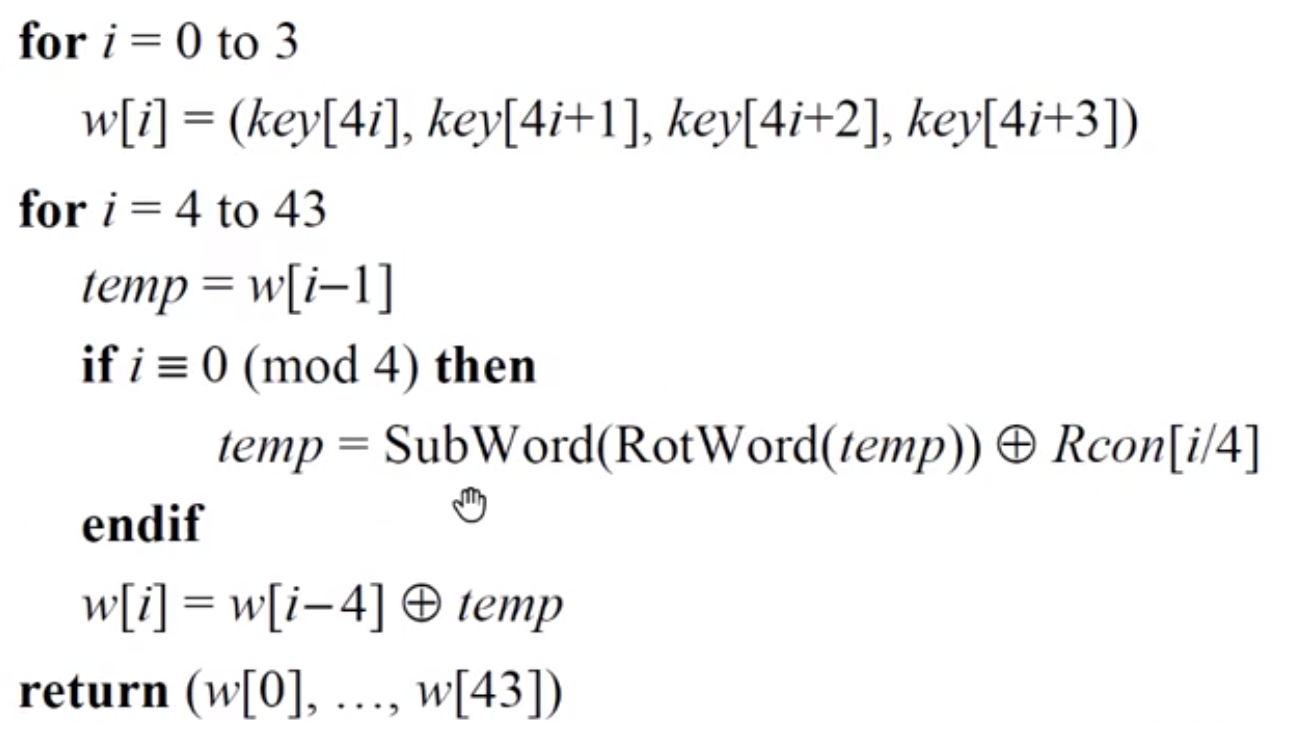 for i = 0 to 3
w[i] = (key[4i], key[4i+1], key[4i+2], key[4i+3])
for i = 4 to 43
temp = w[i−1]
if i ≡ 0 (mod 4) then
temp = SubWord(RotWord(temp)) ⊕ Rcon[i/4]
endif
w[i] = w[i−4] ⊕ temp
return (w[0], …, w[43])